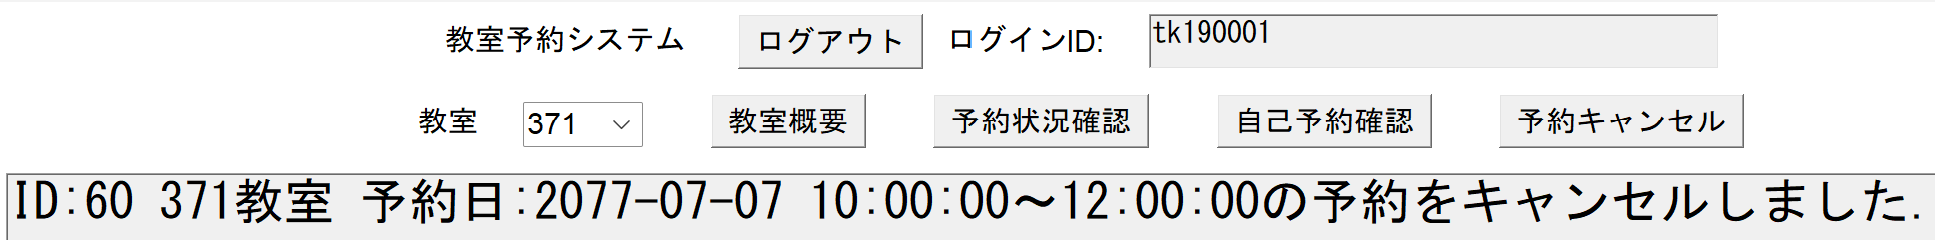 教室予約システム ログアウト ログインID: tk190001
教室 371 教室概要 予約状況確認 自己予約確認 予約キャンセル
ID:60 371教室 予約日:2077-07-07 10:00:00～12:00:00の予約をキャンセルしました.